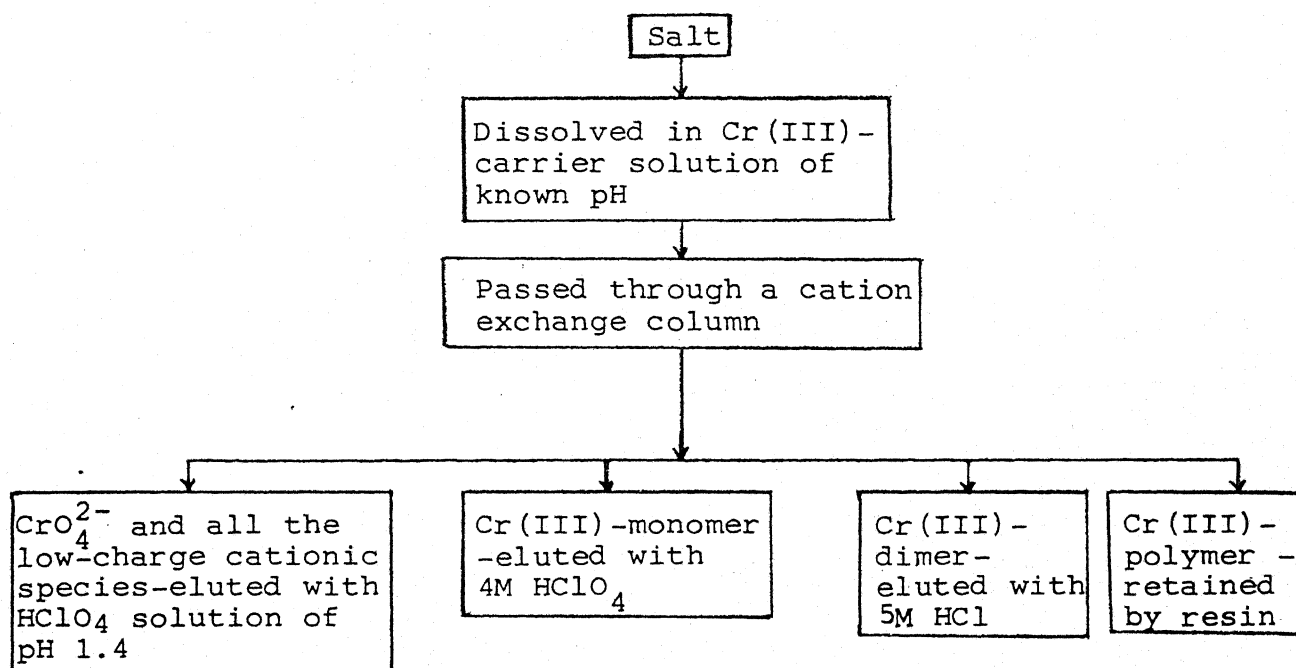 Salt
Dissolved in Cr(III)-
carrier solution of
known pH
Passed through a cation
exchange column
CrO₄²⁻ and all the
low-charge cationic
species-eluted with
HClO₄ solution of
pH 1.4
Cr(III)-monomer
-eluted with
4M HClO₄
Cr(III)-
dimer-
eluted with
5M HCl
Cr(III)-
polymer -
retained
by resin